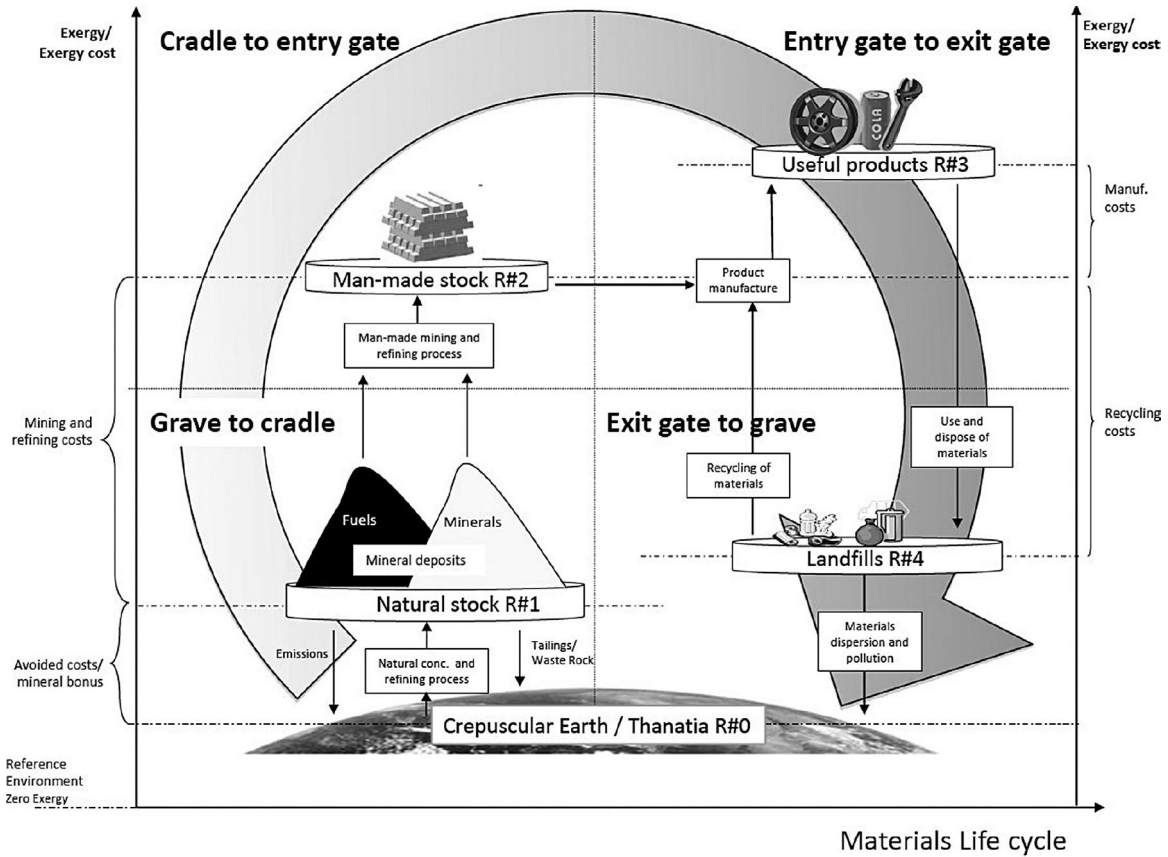 Exergy/
Exergy cost
Cradle to entry gate
Entry gate to exit gate
Exergy/
Exergy cost
COLA
Useful products R#3
Manuf.
costs
Man-made stock R#2
Product
manufacture
Man-made mining and
refining process
Mining and
refining costs
Grave to cradle
Exit gate to grave
Use and
dispose of
materials
Recycling
costs
Recycling of
materials
Fuels
Minerals
Mineral deposits
Landfills R#4
Natural stock R#1
Avoided costs/
mineral bonus
Emissions
Natural conc. and
refining process
Tailings/
Waste Rock
Materials
dispersion and
pollution
Crepuscular Earth / Thanatia R#0
Reference
Environment
Zero Exergy
Materials Life cycle